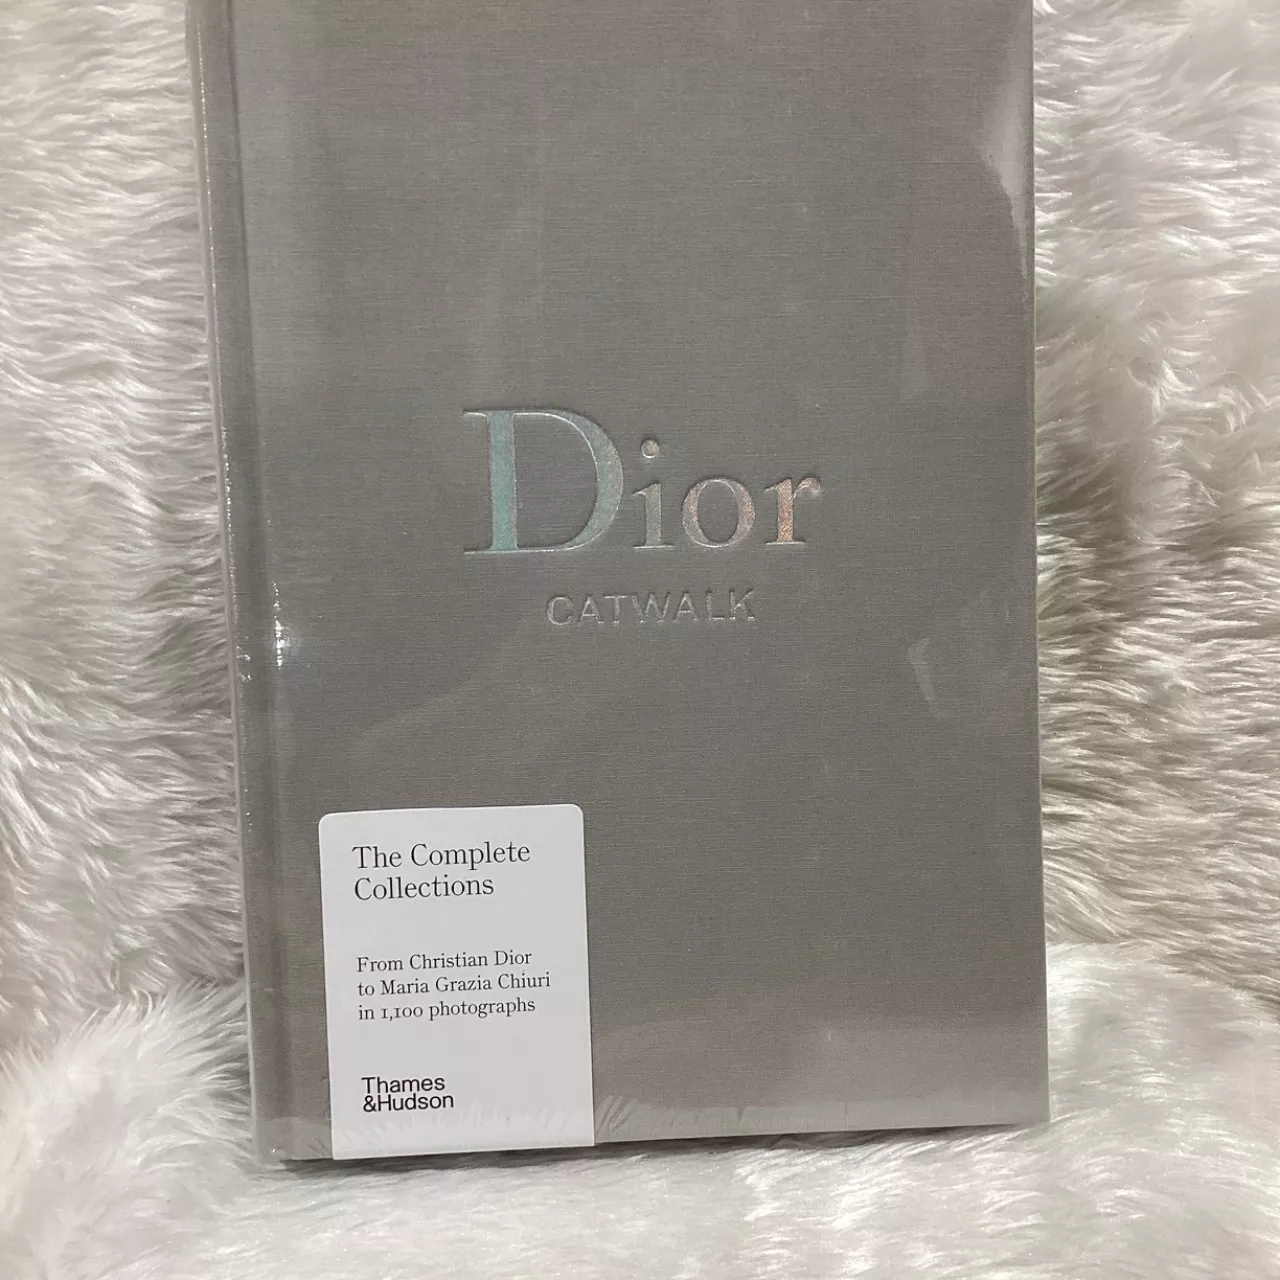 Dior
CATWALK
The Complete
Collections
From Christian Dior
to Maria Grazia Chiuri
in 1,100 photographs
Thames
&Hudson